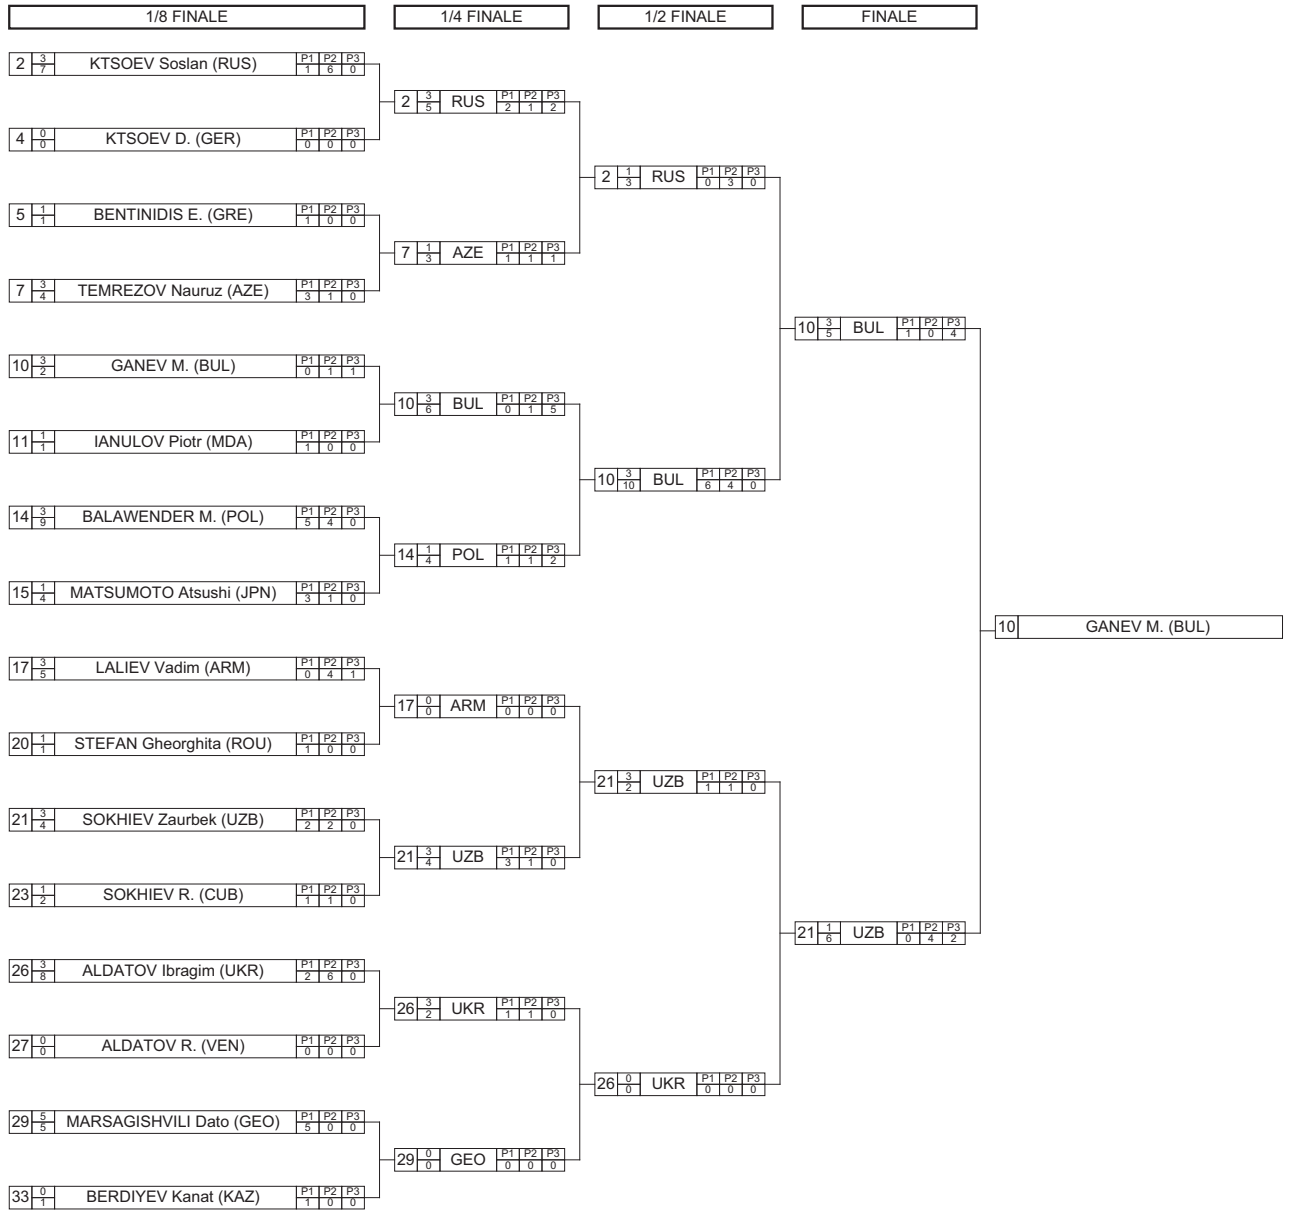 1/8 FINALE 1/4 FINALE 1/2 FINALE FINALE
2 3 7 KTSOEV Soslan (RUS) P1 P2 P3 1 6 0
2 3 5 RUS P1 P2 P3 2 1 2
4 0 0 KTSOEV D. (GER) P1 P2 P3 0 0 0
2 1 3 RUS P1 P2 P3 0 3 0
5 1 1 BENTINIDIS E. (GRE) P1 P2 P3 1 0 0
7 1 3 AZE P1 P2 P3 1 1 1
7 3 4 TEMREZOV Nauruz (AZE) P1 P2 P3 3 1 0
10 3 5 BUL P1 P2 P3 1 0 4
10 3 2 GANEV M. (BUL) P1 P2 P3 0 1 1
10 3 6 BUL P1 P2 P3 0 1 5
11 1 1 IANULOV Piotr (MDA) P1 P2 P3 1 0 0
10 3 10 BUL P1 P2 P3 6 4 0
14 3 9 BALAWENDER M. (POL) P1 P2 P3 5 4 0
14 1 4 POL P1 P2 P3 1 1 2
15 1 4 MATSUMOTO Atsushi (JPN) P1 P2 P3 3 1 0
10 GANEV M. (BUL)
17 3 5 LALIEV Vadim (ARM) P1 P2 P3 0 4 1
17 0 0 ARM P1 P2 P3 0 0 0
20 1 1 STEFAN Gheorghita (ROU) P1 P2 P3 1 0 0
21 3 2 UZB P1 P2 P3 1 1 0
21 3 4 SOKHIEV Zaurbek (UZB) P1 P2 P3 2 2 0
21 3 4 UZB P1 P2 P3 3 1 0
23 1 2 SOKHIEV R. (CUB) P1 P2 P3 1 1 0
21 1 6 UZB P1 P2 P3 0 4 2
26 3 8 ALDATOV Ibragim (UKR) P1 P2 P3 2 6 0
26 3 2 UKR P1 P2 P3 1 1 0
27 0 0 ALDATOV R. (VEN) P1 P2 P3 0 0 0
26 0 0 UKR P1 P2 P3 0 0 0
29 5 5 MARSAGISHVILI Dato (GEO) P1 P2 P3 5 0 0
29 0 0 GEO P1 P2 P3 0 0 0
33 0 1 BERDIYEV Kanat (KAZ) P1 P2 P3 1 0 0